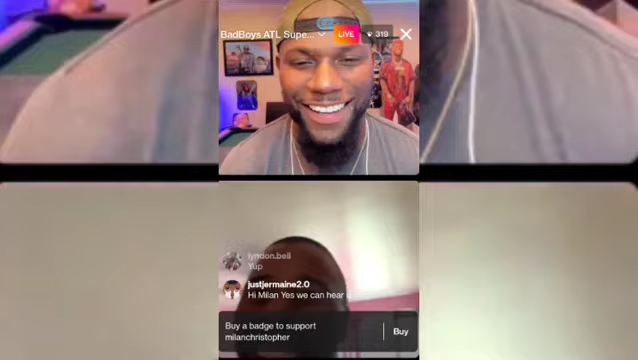 BadBoys ATL Supe...
LIVE
319
lyndon.bell
Yup
justjermaine2.0
Hi Milan Yes we can hear
Buy a badge to support
milanchristopher
Buy